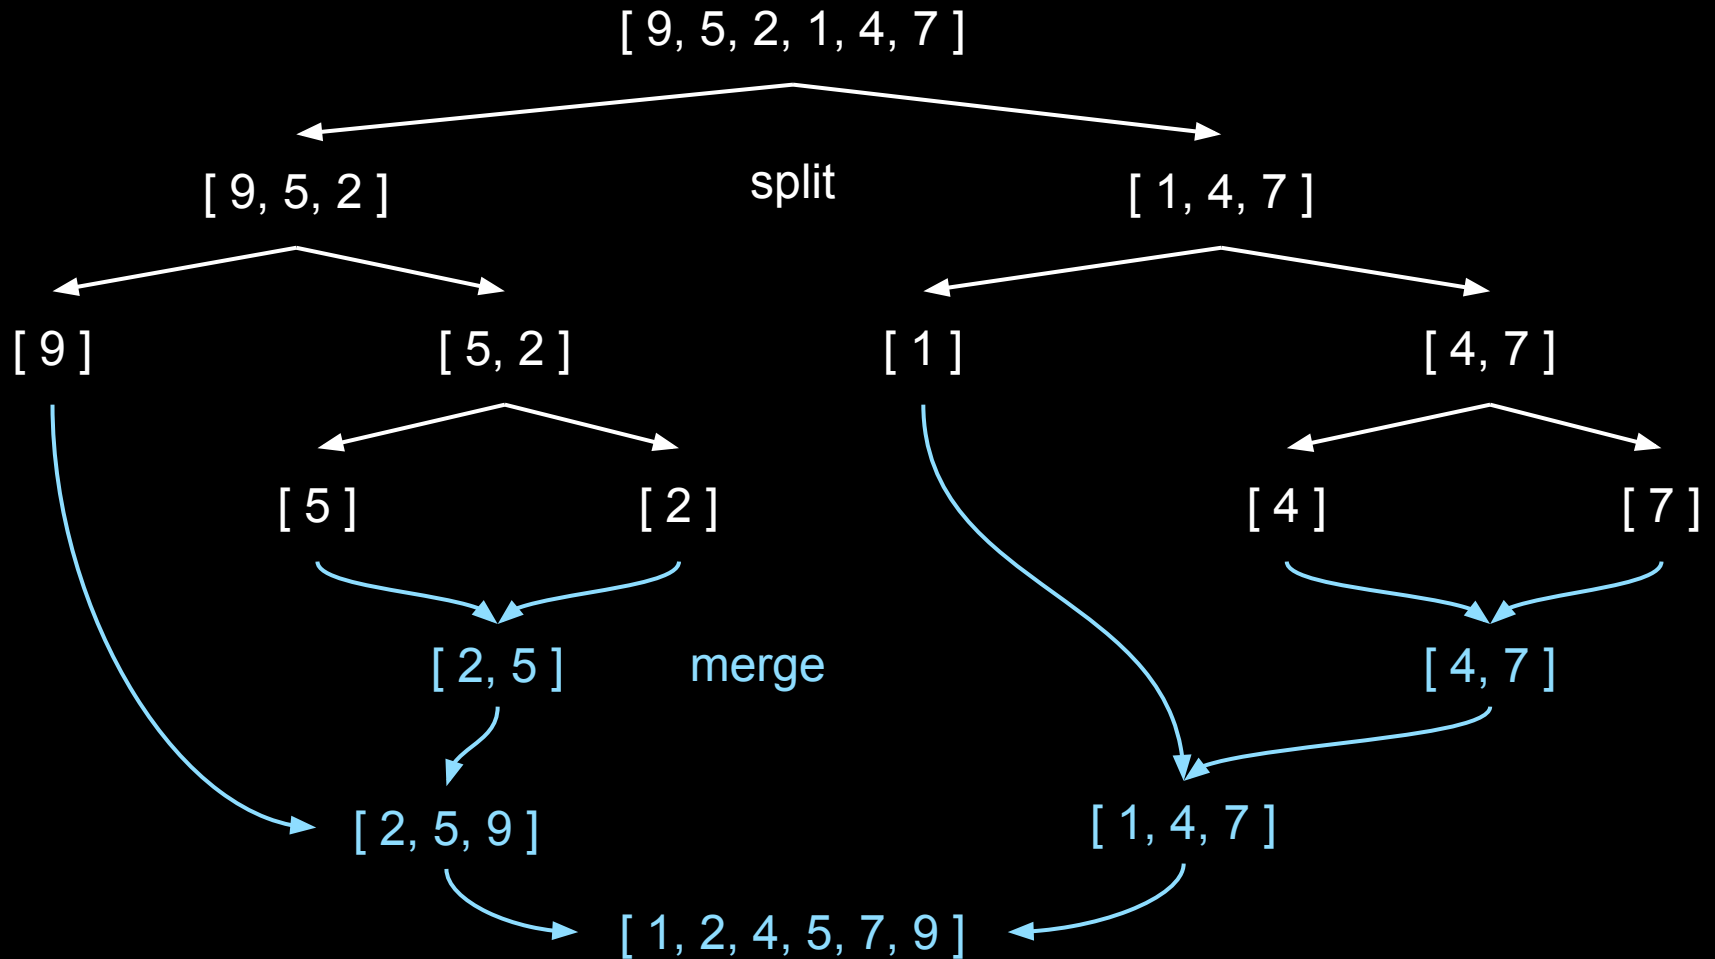 [ 9, 5, 2, 1, 4, 7 ]
[ 9, 5, 2 ]
split
[ 1, 4, 7 ]
[ 9 ]
[ 5, 2 ]
[ 1 ]
[ 4, 7 ]
[ 5 ]
[ 2 ]
[ 4 ]
[ 7 ]
[ 2, 5 ]
merge
[ 4, 7 ]
[ 2, 5, 9 ]
[ 1, 4, 7 ]
[ 1, 2, 4, 5, 7, 9 ]